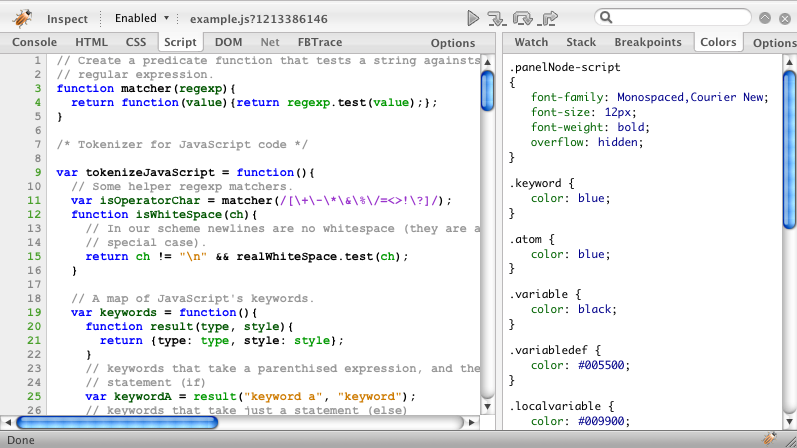 Inspect Enabled example.js?1213386146
Console HTML CSS Script DOM Net FBTrace Options
1 // Create a predicate function that tests a string againsts
2 // regular expression.
3 function matcher(regexp){
4 return function(value){return regexp.test(value);};
5 }
6
7 /* Tokenizer for JavaScript code */
8
9 var tokenizeJavaScript = function(){
10 // Some helper regexp matchers.
11 var isOperatorChar = matcher(/[\+\-\*\&\%\/=<>!\?]/);
12 function isWhiteSpace(ch){
13 // In our scheme newlines are no whitespace (they are a
14 // special case).
15 return ch != "\n" && realWhiteSpace.test(ch);
16 }
17
18 // A map of JavaScript's keywords.
19 var keywords = function(){
20 function result(type, style){
21 return {type: type, style: style};
22 }
23 // keywords that take a parenthised expression, and the
24 // statement (if)
25 var keywordA = result("keyword a", "keyword");
26 // keywords that take just a statement (else)
Watch Stack Breakpoints Colors Options
.panelNode-script
{
font-family: Monospaced,Courier New;
font-size: 12px;
font-weight: bold;
overflow: hidden;
}
.keyword {
color: blue;
}
.atom {
color: blue;
}
.variable {
color: black;
}
.variabledef {
color: #005500;
}
.localvariable {
color: #009900;
Done